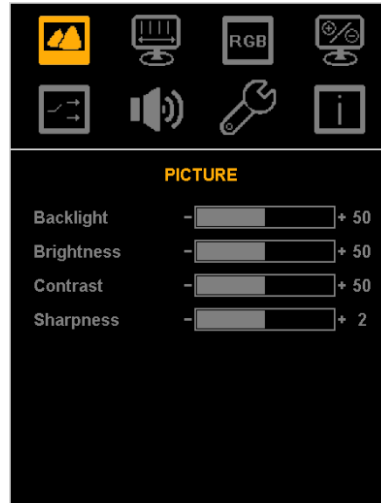 RGB
i
PICTURE
Backlight - + 50
Brightness - + 50
Contrast - + 50
Sharpness - + 2